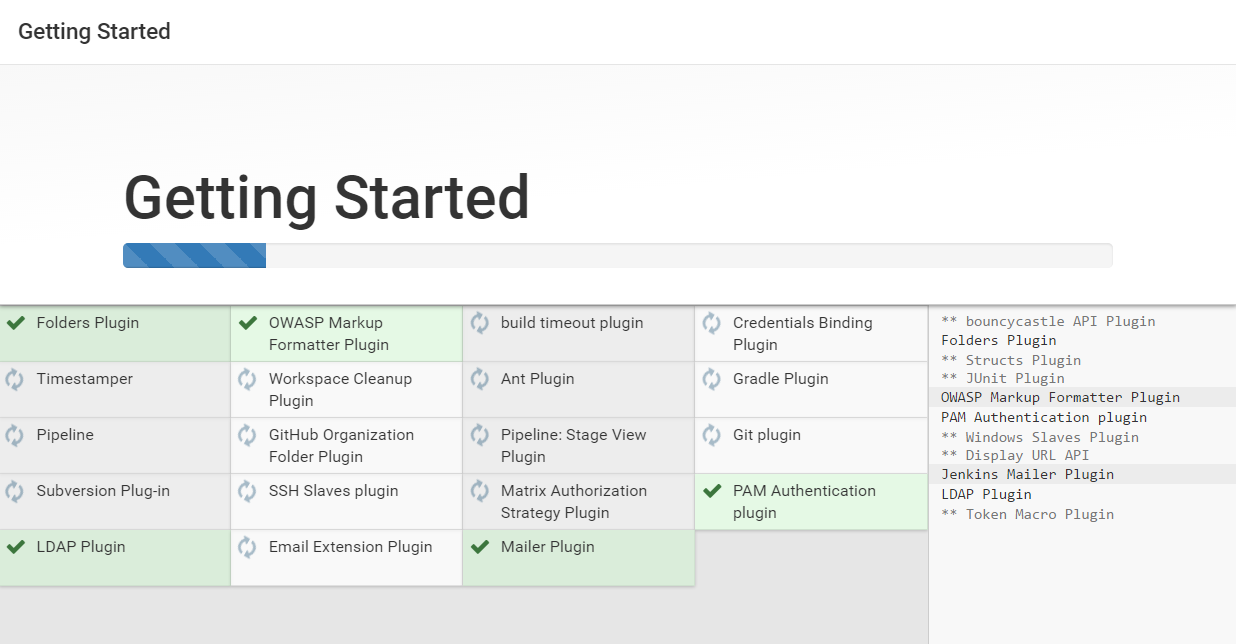 Getting Started
Getting Started
Folders Plugin
OWASP Markup
Formatter Plugin
build timeout plugin
Credentials Binding
Plugin
Timestamper
Workspace Cleanup
Plugin
Ant Plugin
Gradle Plugin
Pipeline
GitHub Organization
Folder Plugin
Pipeline: Stage View
Plugin
Git plugin
Subversion Plug-in
SSH Slaves plugin
Matrix Authorization
Strategy Plugin
PAM Authentication
plugin
LDAP Plugin
Email Extension Plugin
Mailer Plugin
** bouncycastle API Plugin
Folders Plugin
** Structs Plugin
** JUnit Plugin
OWASP Markup Formatter Plugin
PAM Authentication plugin
** Windows Slaves Plugin
** Display URL API
Jenkins Mailer Plugin
LDAP Plugin
** Token Macro Plugin